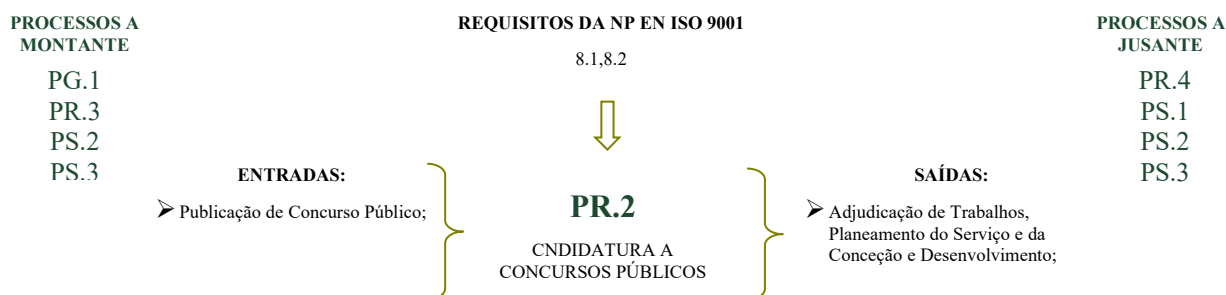 PROCESSOS A
MONTANTE
PG.1
PR.3
PS.2
PS.3
REQUISITOS DA NP EN ISO 9001
8.1,8.2
PROCESSOS A
JUSANTE
PR.4
PS.1
PS.2
PS.3
ENTRADAS:
➢ Publicação de Concurso Público;
PR.2
CNDIDATURA A
CONCURSOS PÚBLICOS
SAÍDAS:
➢ Adjudicação de Trabalhos,
Planeamento do Serviço e da
Conceção e Desenvolvimento;